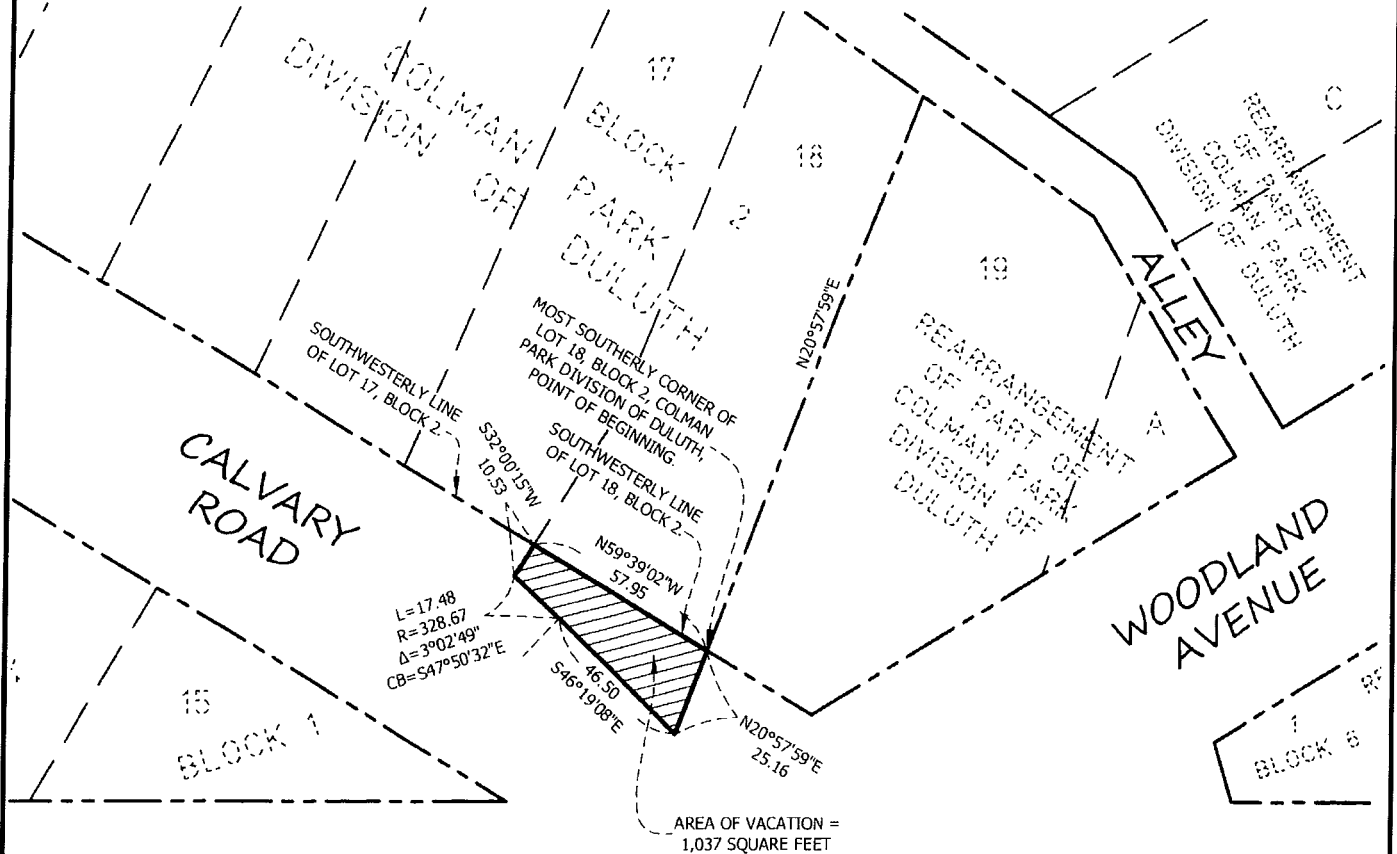 COLMAN
DIVISION
OF
17
BLOCK
2
PARK
DULUTH
18
19
C
REARRANGEMENT
OF PART OF
COLMAN PARK
DIVISION OF
DULUTH
ALLEY
N20°57'59"E
MOST SOUTHERLY CORNER OF
LOT 18, BLOCK 2, COLMAN
PARK DIVISION OF DULUTH,
POINT OF BEGINNING.
SOUTHWESTERLY LINE
OF LOT 17, BLOCK 2.
SOUTHWESTERLY LINE
OF LOT 18, BLOCK 2.
REARRANGEMENT
OF PART OF
COLMAN PARK
DIVISION OF
DULUTH
A
CALVARY
ROAD
S32°00'15"W
10.53
N59°39'02"W
57.95
L=17.48
R=328.67
Δ=3°02'49"
CB=S47°50'32"E
46.50
S46°19'08"E
N20°57'59"E
25.16
WOODLAND
AVENUE
15
BLOCK 1
1
BLOCK 6
AREA OF VACATION =
1,037 SQUARE FEET